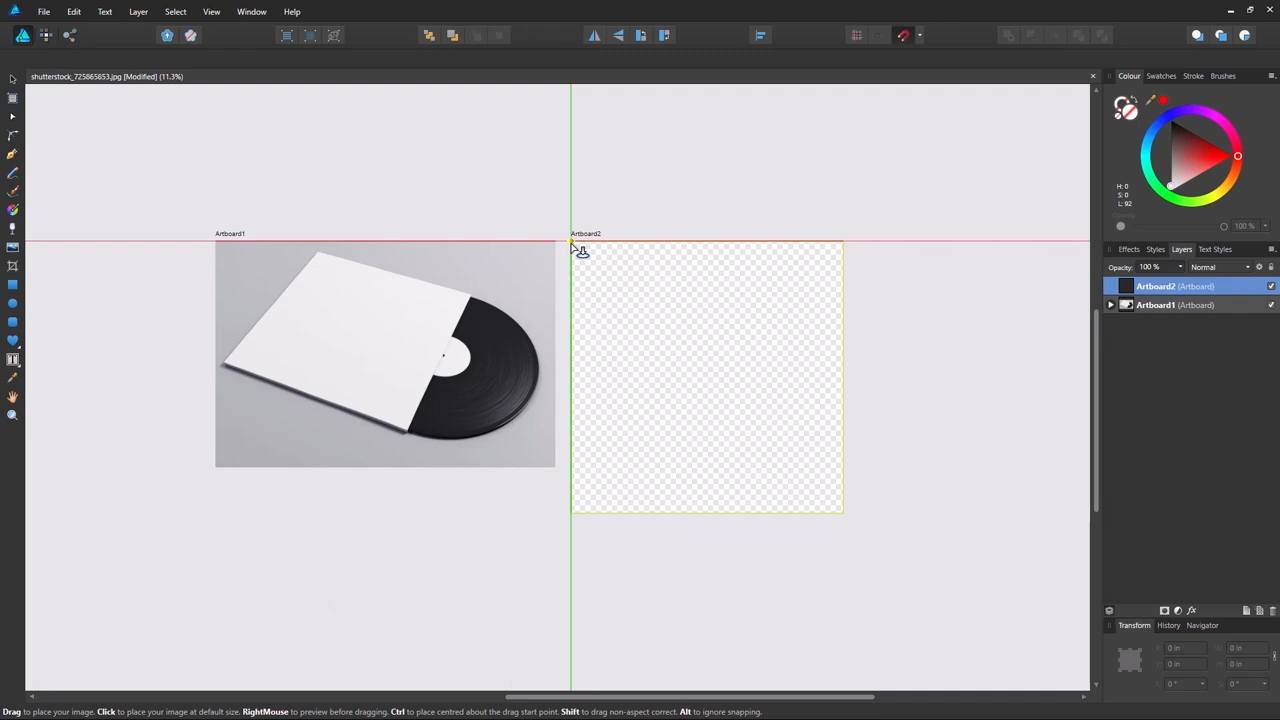 File Edit Text Layer Select View Window Help
shutterstock_725865853.jpg [Modified] (11.3%)
Colour Swatches Stroke Brushes
H: 0
S: 0
L: 92
Opacity
100 %
Artboard1
Artboard2
Effects Styles Layers Text Styles
Opacity: 100 % Normal
Artboard2 (Artboard)
Artboard1 (Artboard)
Transform History Navigator
X: 0 in W: 0 in
Y: 0 in H: 0 in
R: 0 ° S: 0 °
Drag to place your image. Click to place your image at default size. RightMouse to preview before dragging. Ctrl to place centred about the drag start point. Shift to drag non-aspect correct. Alt to ignore snapping.